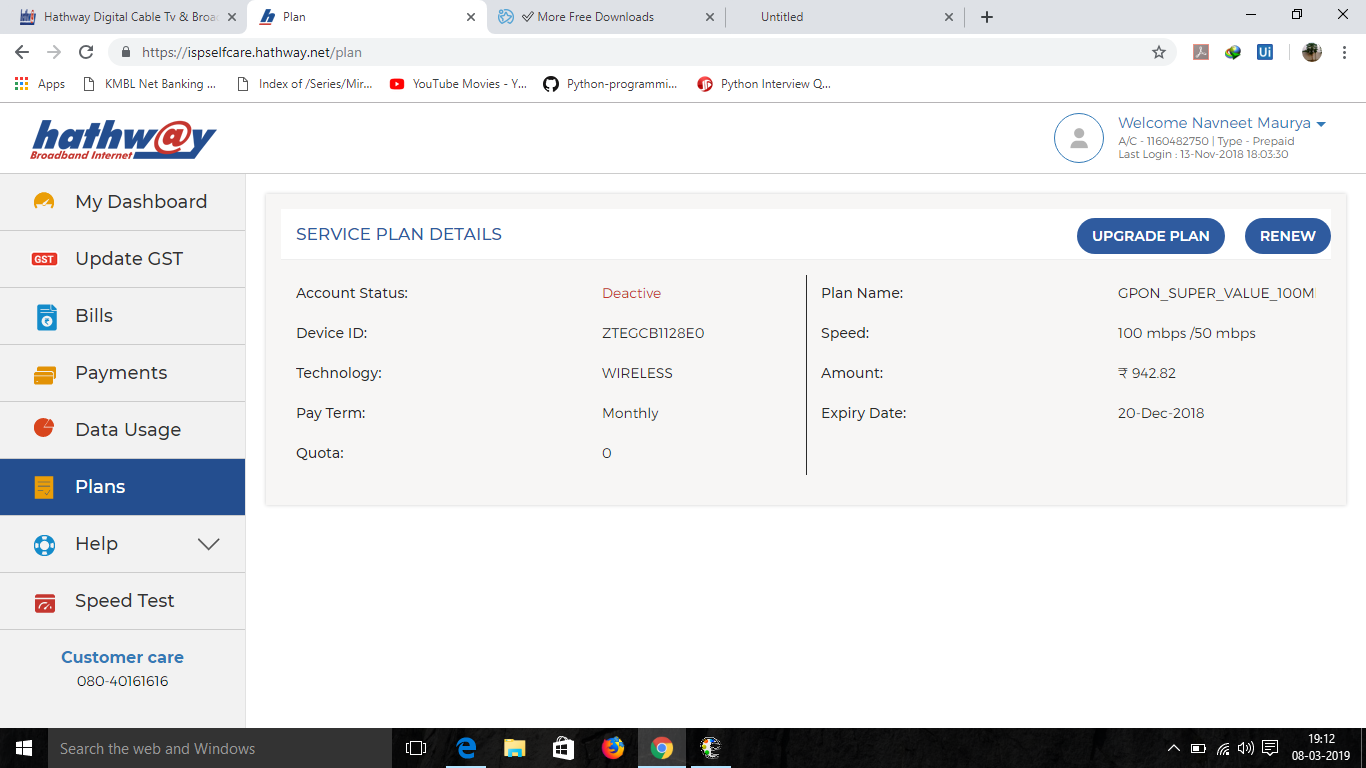 Hathway Digital Cable Tv & Broa
Plan
More Free Downloads
Untitled
https://ispselfcare.hathway.net/plan
Apps
KMBL Net Banking ...
Index of /Series/Mir...
YouTube Movies - Y...
Python-programmi...
Python Interview Q...
Ui
hathw@y
Broadband Internet
Welcome Navneet Maurya
A/C - 1160482750 | Type - Prepaid
Last Login : 13-Nov-2018 18:03:30
My Dashboard
GST
Update GST
Bills
Payments
Data Usage
Plans
Help
Speed Test
Customer care
080-40161616
SERVICE PLAN DETAILS
UPGRADE PLAN
RENEW
Account Status: Deactive
Device ID: ZTEGCB1128E0
Technology: WIRELESS
Pay Term: Monthly
Quota: 0
Plan Name: GPON_SUPER_VALUE_100M
Speed: 100 mbps /50 mbps
Amount: ₹ 942.82
Expiry Date: 20-Dec-2018
Search the web and Windows
19:12
08-03-2019